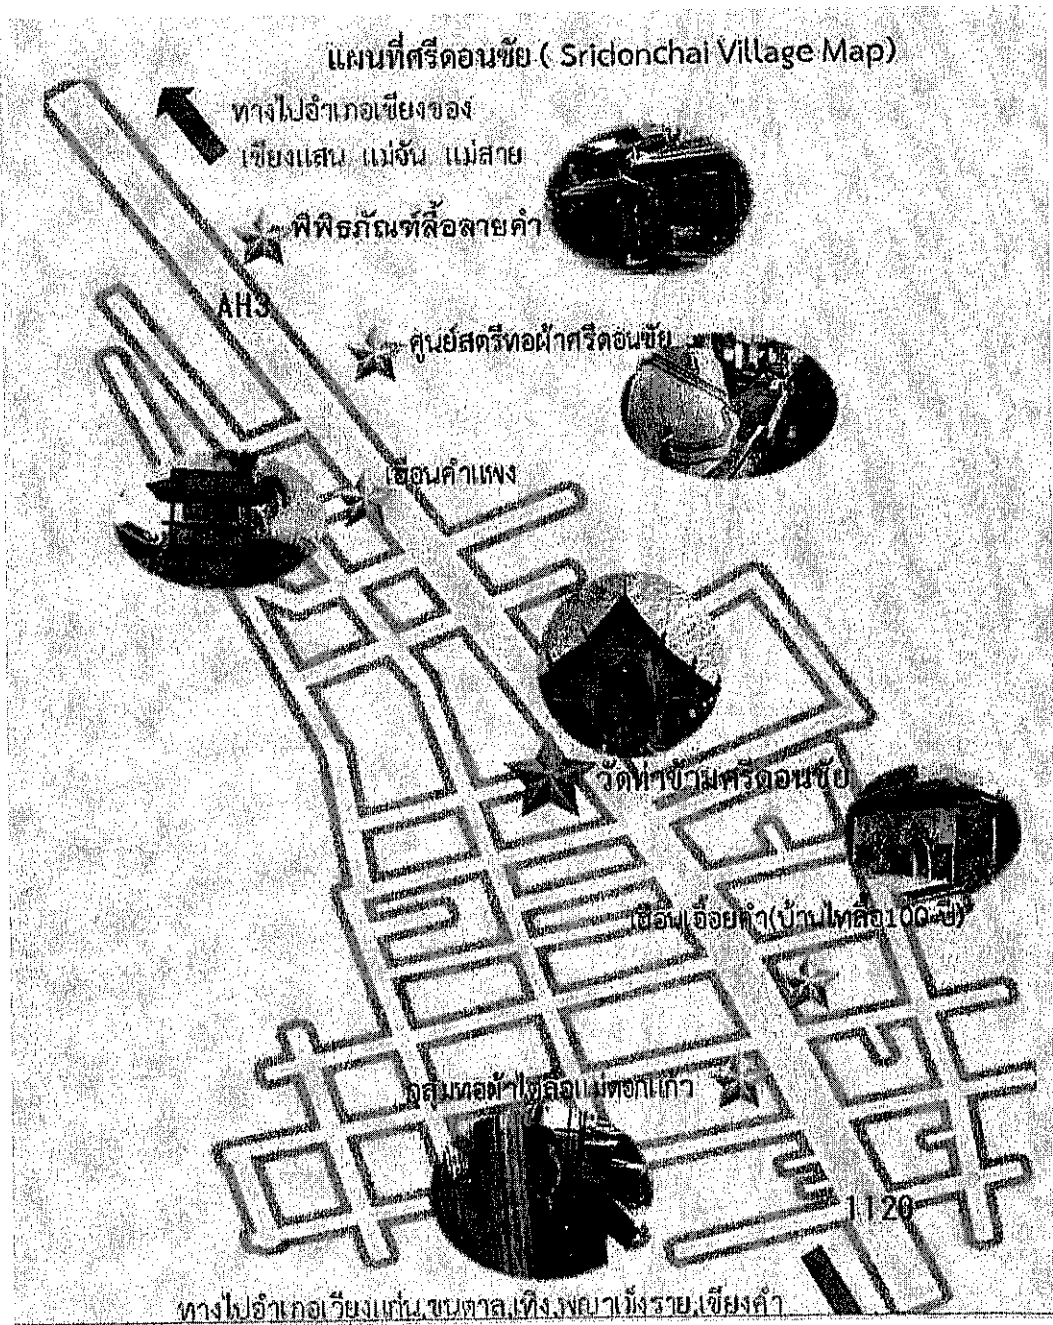 แผนที่ศรีดอนชัย ( Sridonchai Village Map)
ทางไปอำเภอเชียงของ
เชียงแสน แม่จัน แม่สาย
พิพิธภัณฑ์ลื้อลายคำ
AH3
ศูนย์สตรีทอผ้าศรีดอนชัย
เฮือนคำแพง
วัดท่าข้ามศรีดอนชัย
เฮือนเอื้อยคำ(บ้านไทลื้อ100 ปี)
กลุ่มทอผ้าไทลื้อแม่ดอกแก้ว
1120
ทางไปอำเภอเวียงแก่น,ขุนตาล,เทิง,พญาเม็งราย,เชียงคำ